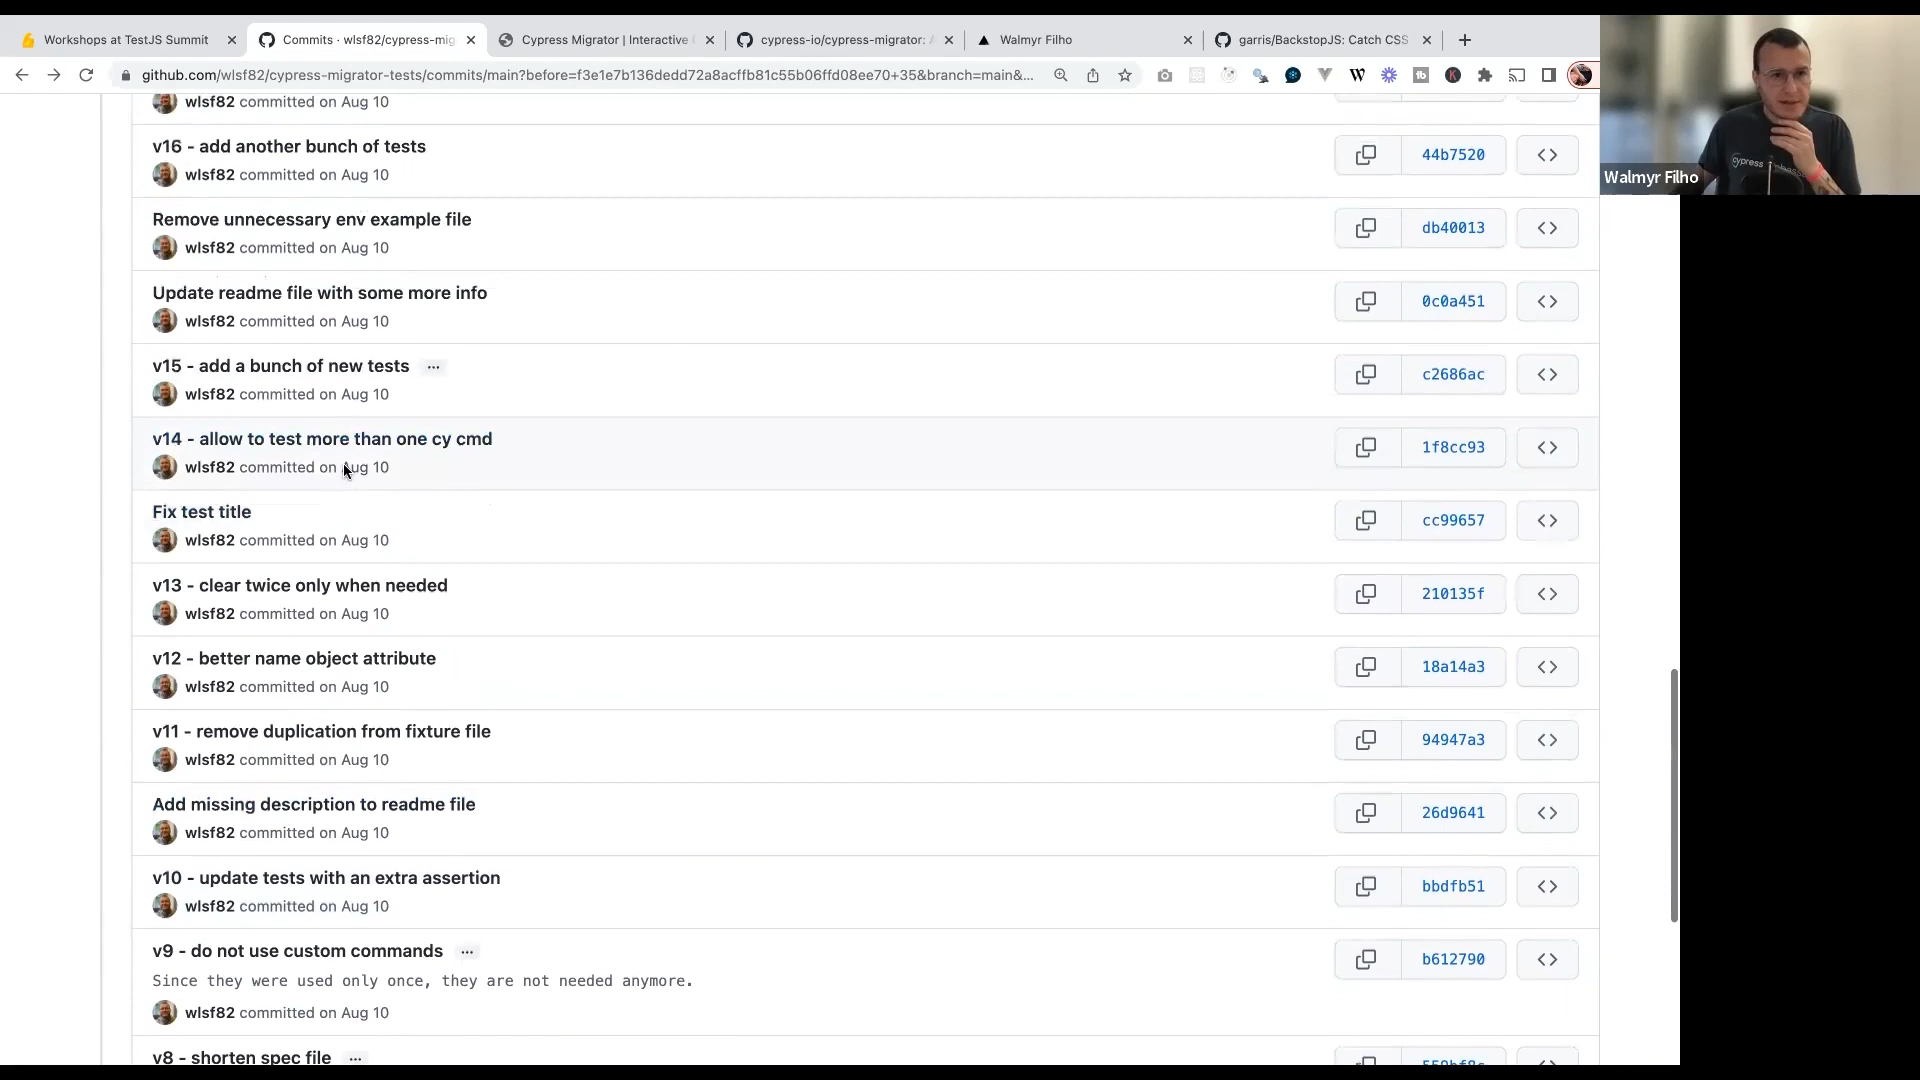 Workshops at TestJS Summit
Commits · wlsf82/cypress-mig
Cypress Migrator | Interactive
cypress-io/cypress-migrator:
Walmyr Filho
garris/BackstopJS: Catch CSS
github.com/wlsf82/cypress-migrator-tests/commits/main?before=f3e1e7b136dedd72a8acffb81c55b06ffd08ee70+35&branch=main&...
Walmyr Filho
wlsf82 committed on Aug 10
v16 - add another bunch of tests
wlsf82 committed on Aug 10
44b7520
Remove unnecessary env example file
wlsf82 committed on Aug 10
db40013
Update readme file with some more info
wlsf82 committed on Aug 10
0c0a451
v15 - add a bunch of new tests ...
wlsf82 committed on Aug 10
c2686ac
v14 - allow to test more than one cy cmd
wlsf82 committed on Aug 10
1f8cc93
Fix test title
wlsf82 committed on Aug 10
cc99657
v13 - clear twice only when needed
wlsf82 committed on Aug 10
210135f
v12 - better name object attribute
wlsf82 committed on Aug 10
18a14a3
v11 - remove duplication from fixture file
wlsf82 committed on Aug 10
94947a3
Add missing description to readme file
wlsf82 committed on Aug 10
26d9641
v10 - update tests with an extra assertion
wlsf82 committed on Aug 10
bbdfb51
v9 - do not use custom commands ...
Since they were used only once, they are not needed anymore.
wlsf82 committed on Aug 10
b612790
v8 - shorten spec file ...